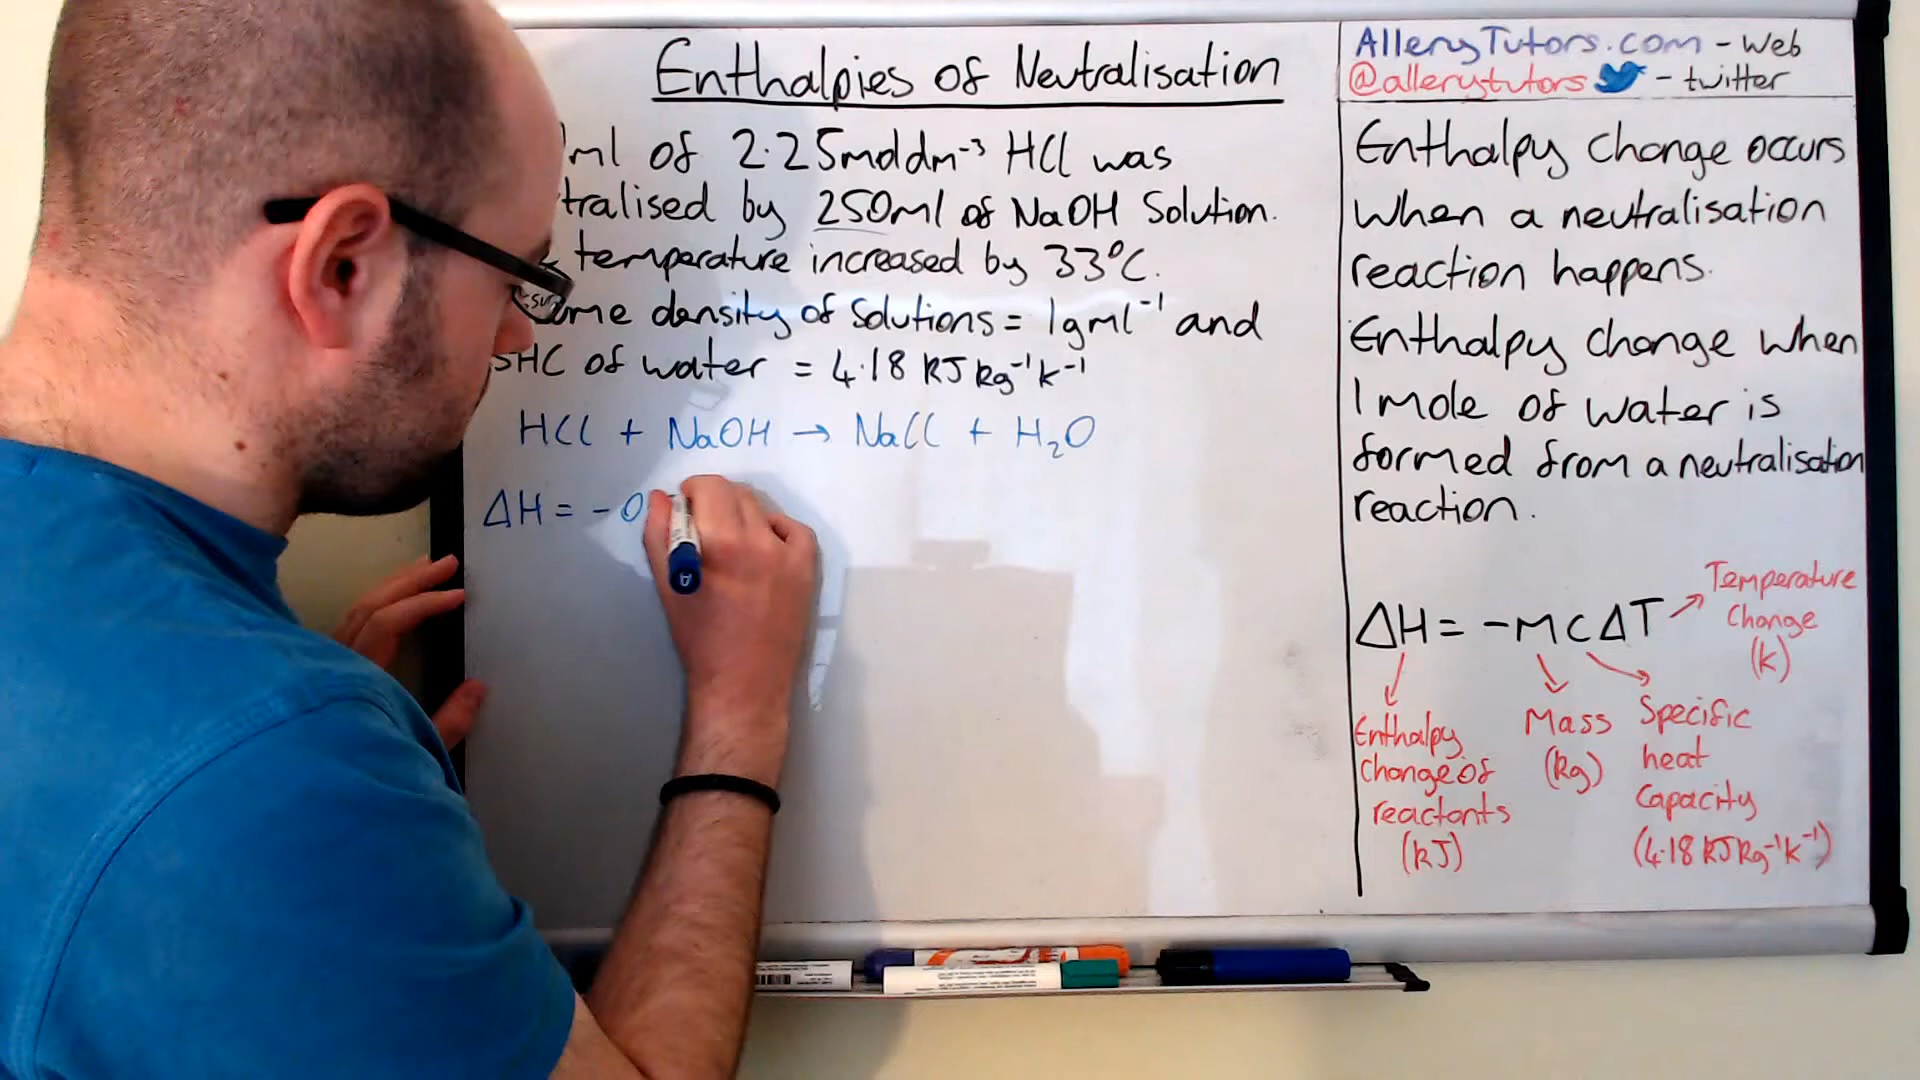 Enthalpies of Neutralisation
ml of 2.25moldm⁻³ HCl was
tralised by 250ml of NaOH Solution.
temperature increased by 33°C.
ome density of Solutions = 1gml⁻¹ and
SHC of water = 4.18 kJ kg⁻¹ k⁻¹
HCl + NaOH → NaCl + H₂O
ΔH = - 0
AlleryTutors.com - Web
@allerytutors - twitter
Enthalpy Change occurs
When a neutralisation
reaction happens.
Enthalpy change when
1 mole of water is
formed from a neutralisation
reaction.
ΔH = -MCΔT
Temperature
Change
(k)
Enthalpy
Change of
reactants
(kJ)
Mass
(kg)
Specific
heat
Capacity
(4.18 kJ kg⁻¹ k⁻¹)